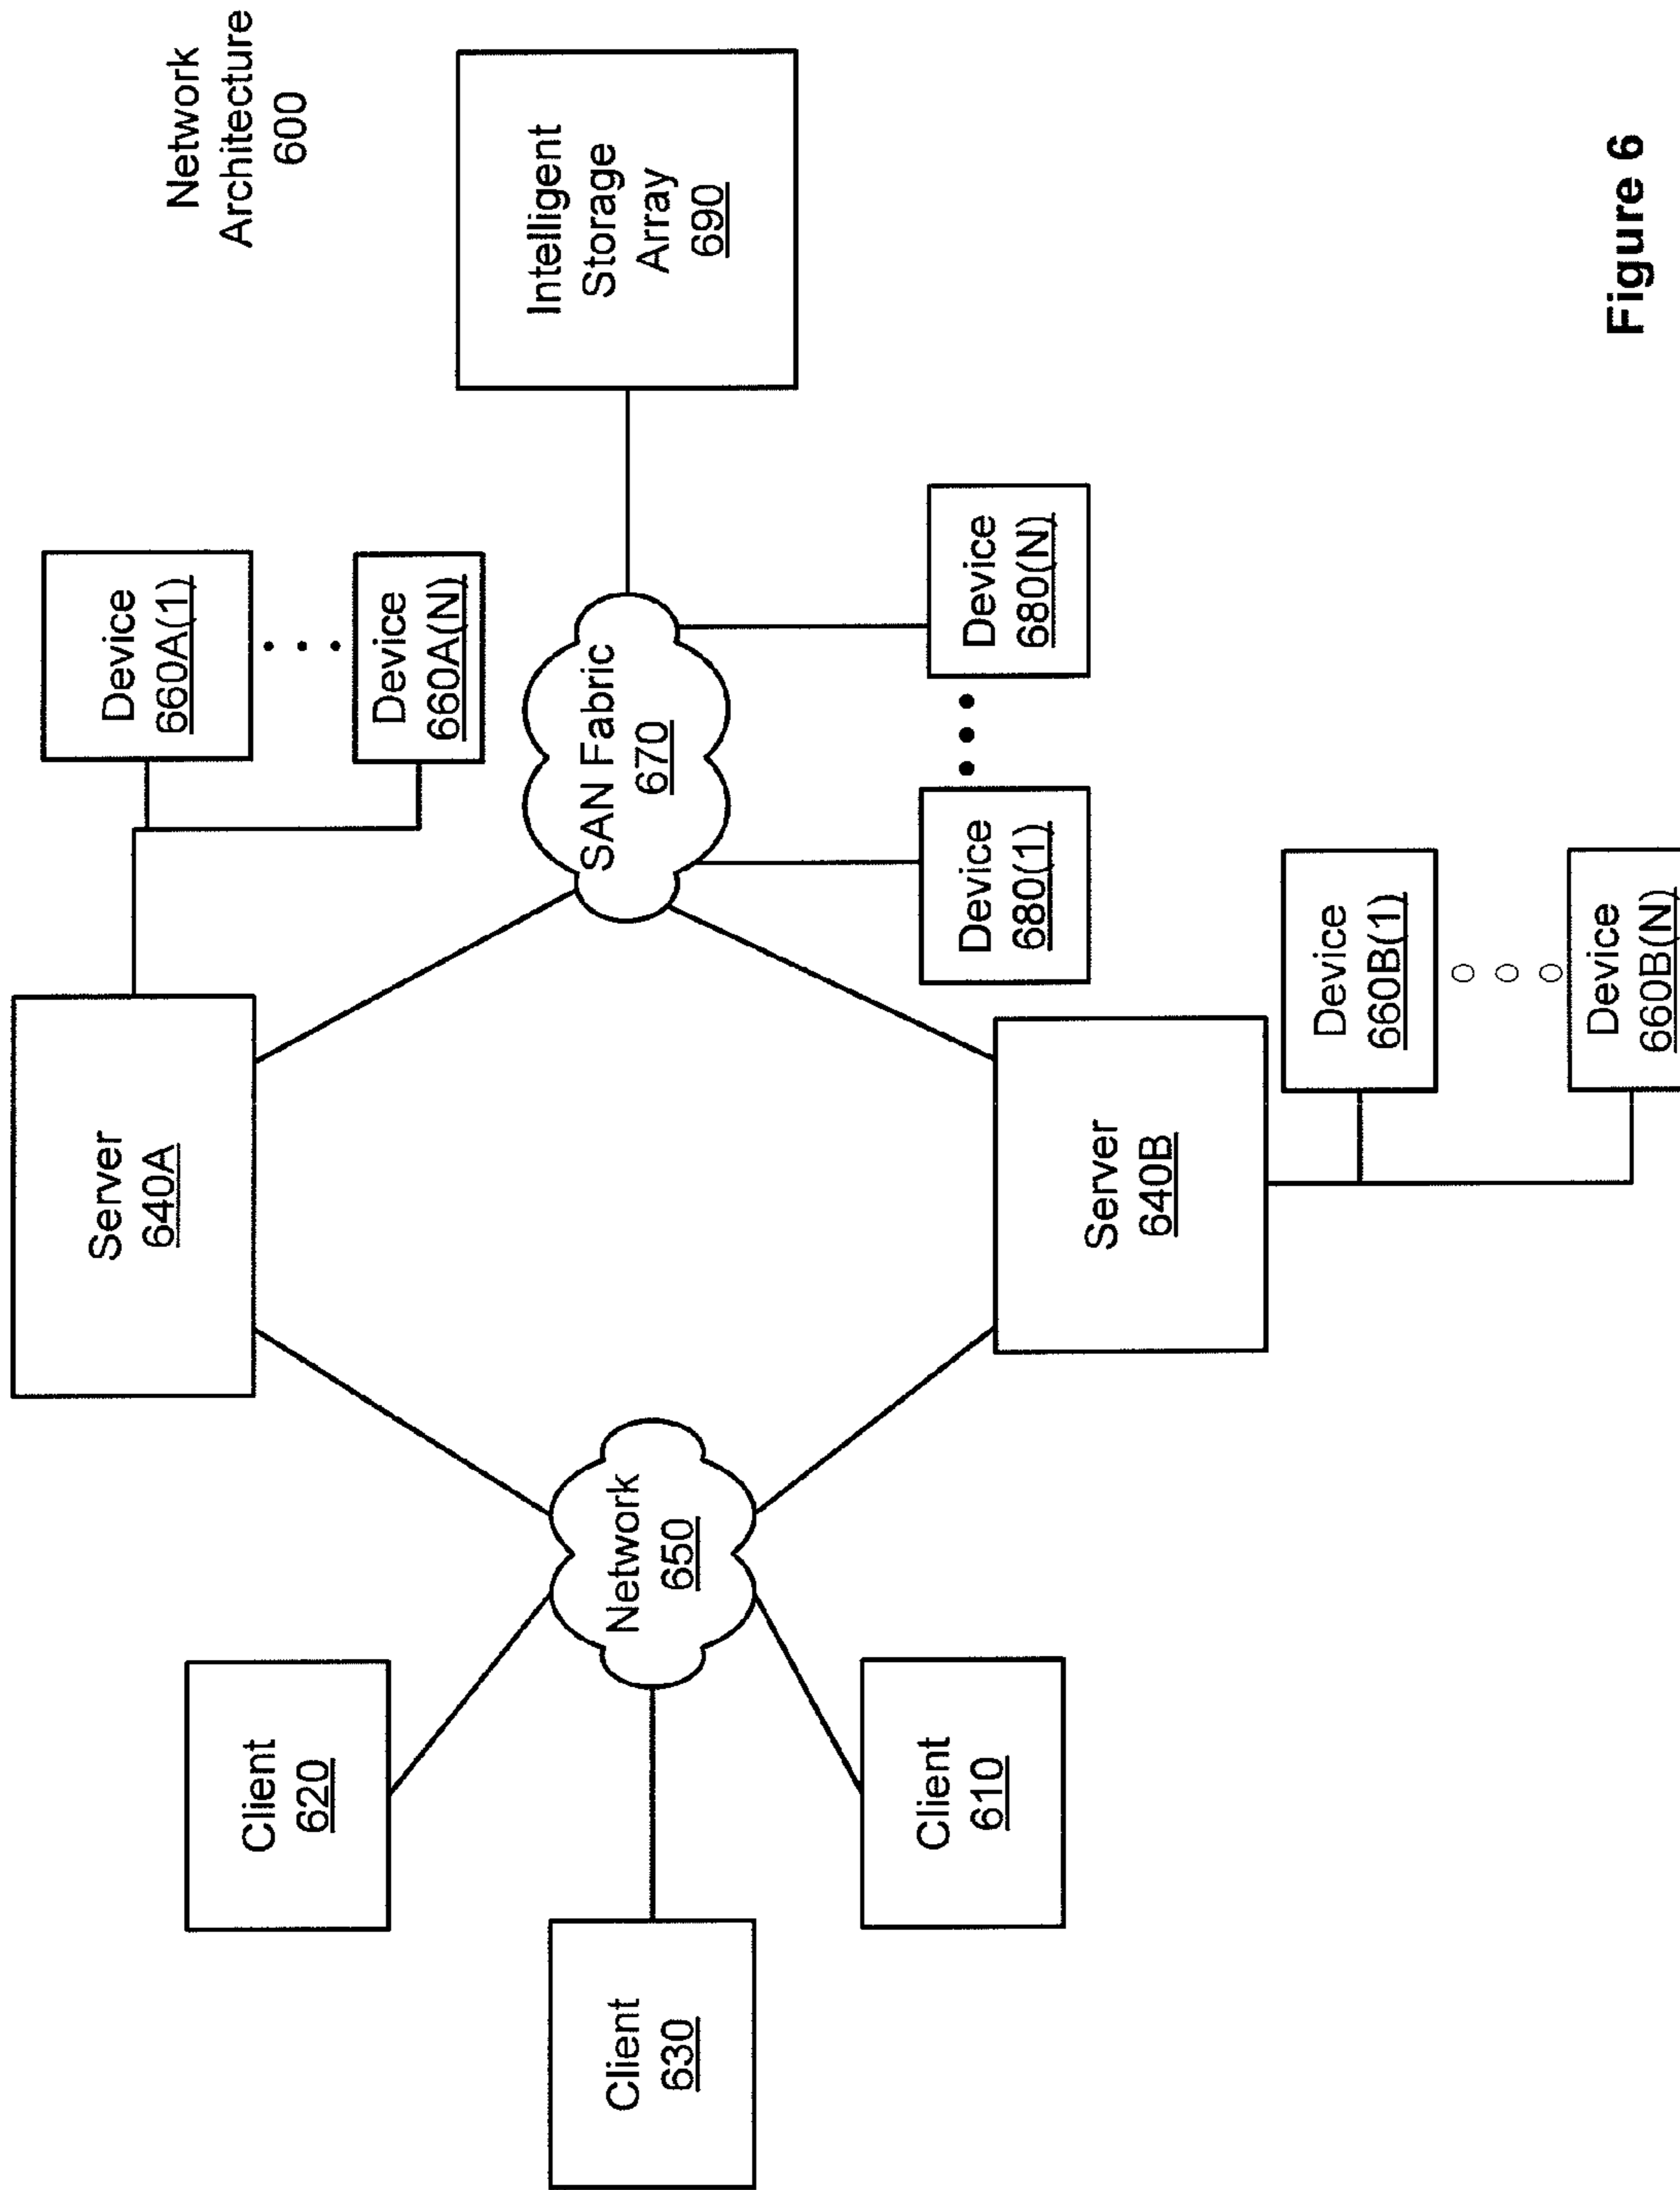 Network
Architecture
600
Client
620
Client
630
Client
610
Network
650
Server
640A
Server
640B
Device
660A(1)
Device
660A(N)
SAN Fabric
670
Intelligent
Storage
Array
690
Device
680(1)
Device
680(N)
Device
660B(1)
Device
660B(N)
Figure 6